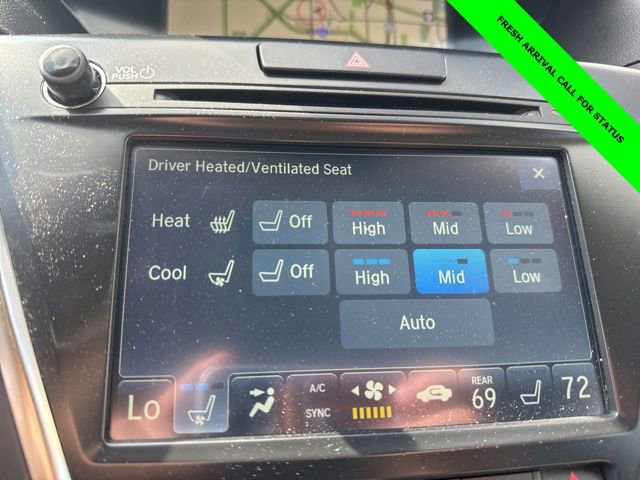 FRESH ARRIVAL CALL FOR STATUS
VOL
PUSH
Driver Heated/Ventilated Seat
Heat Off High Mid Low
Cool Off High Mid Low
Auto
Lo A/C SYNC REAR 69 72